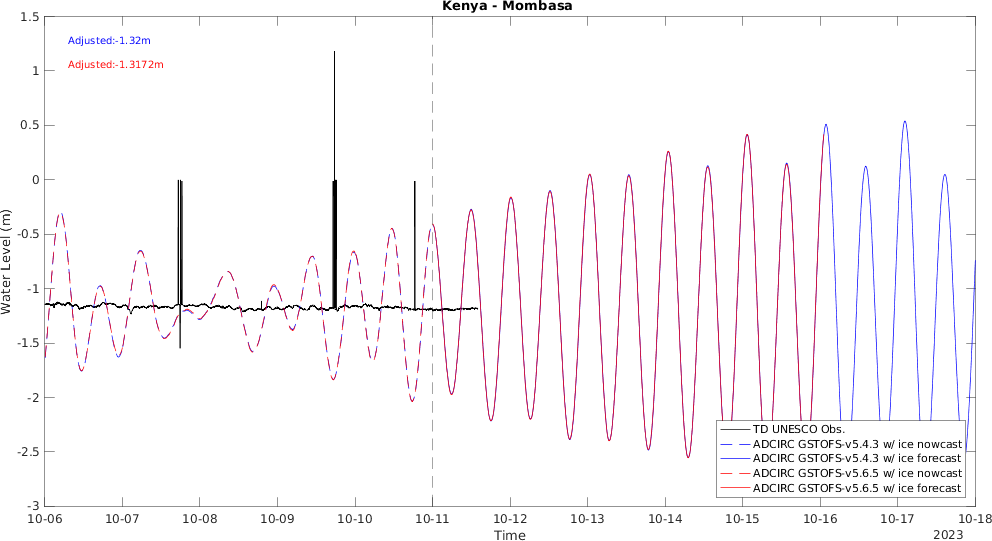 Kenya - Mombasa
Adjusted:-1.32m
Adjusted:-1.3172m
Water Level (m)
1.5
1
0.5
0
-0.5
-1
-1.5
-2
-2.5
-3
TD UNESCO Obs.
ADCIRC GSTOFS-v5.4.3 w/ ice nowcast
ADCIRC GSTOFS-v5.4.3 w/ ice forecast
ADCIRC GSTOFS-v5.6.5 w/ ice nowcast
ADCIRC GSTOFS-v5.6.5 w/ ice forecast
10-06 10-07 10-08 10-09 10-10 10-11 10-12 10-13 10-14 10-15 10-16 10-17 10-18
Time
2023